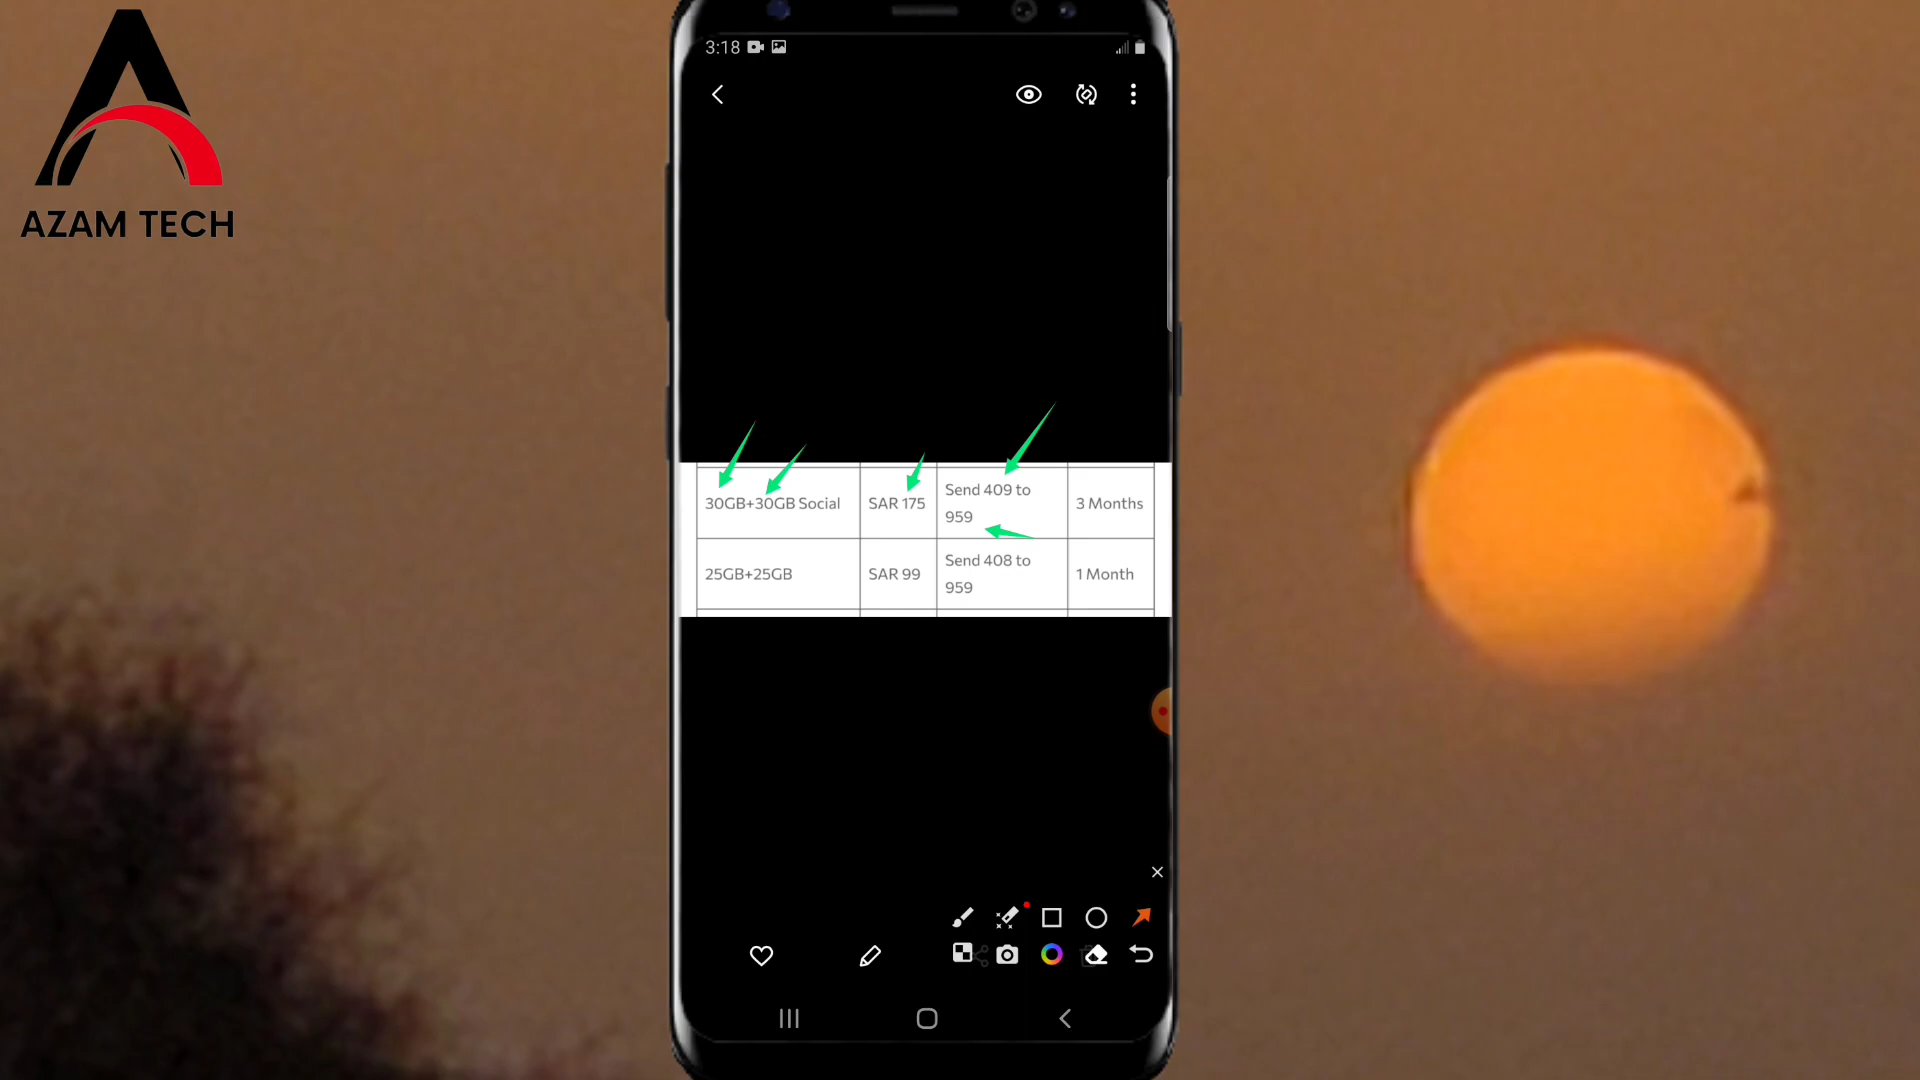 AZAM TECH
3:18
30GB+30GB Social
SAR 175
Send 409 to
959
3 Months
25GB+25GB
SAR 99
Send 408 to
959
1 Month